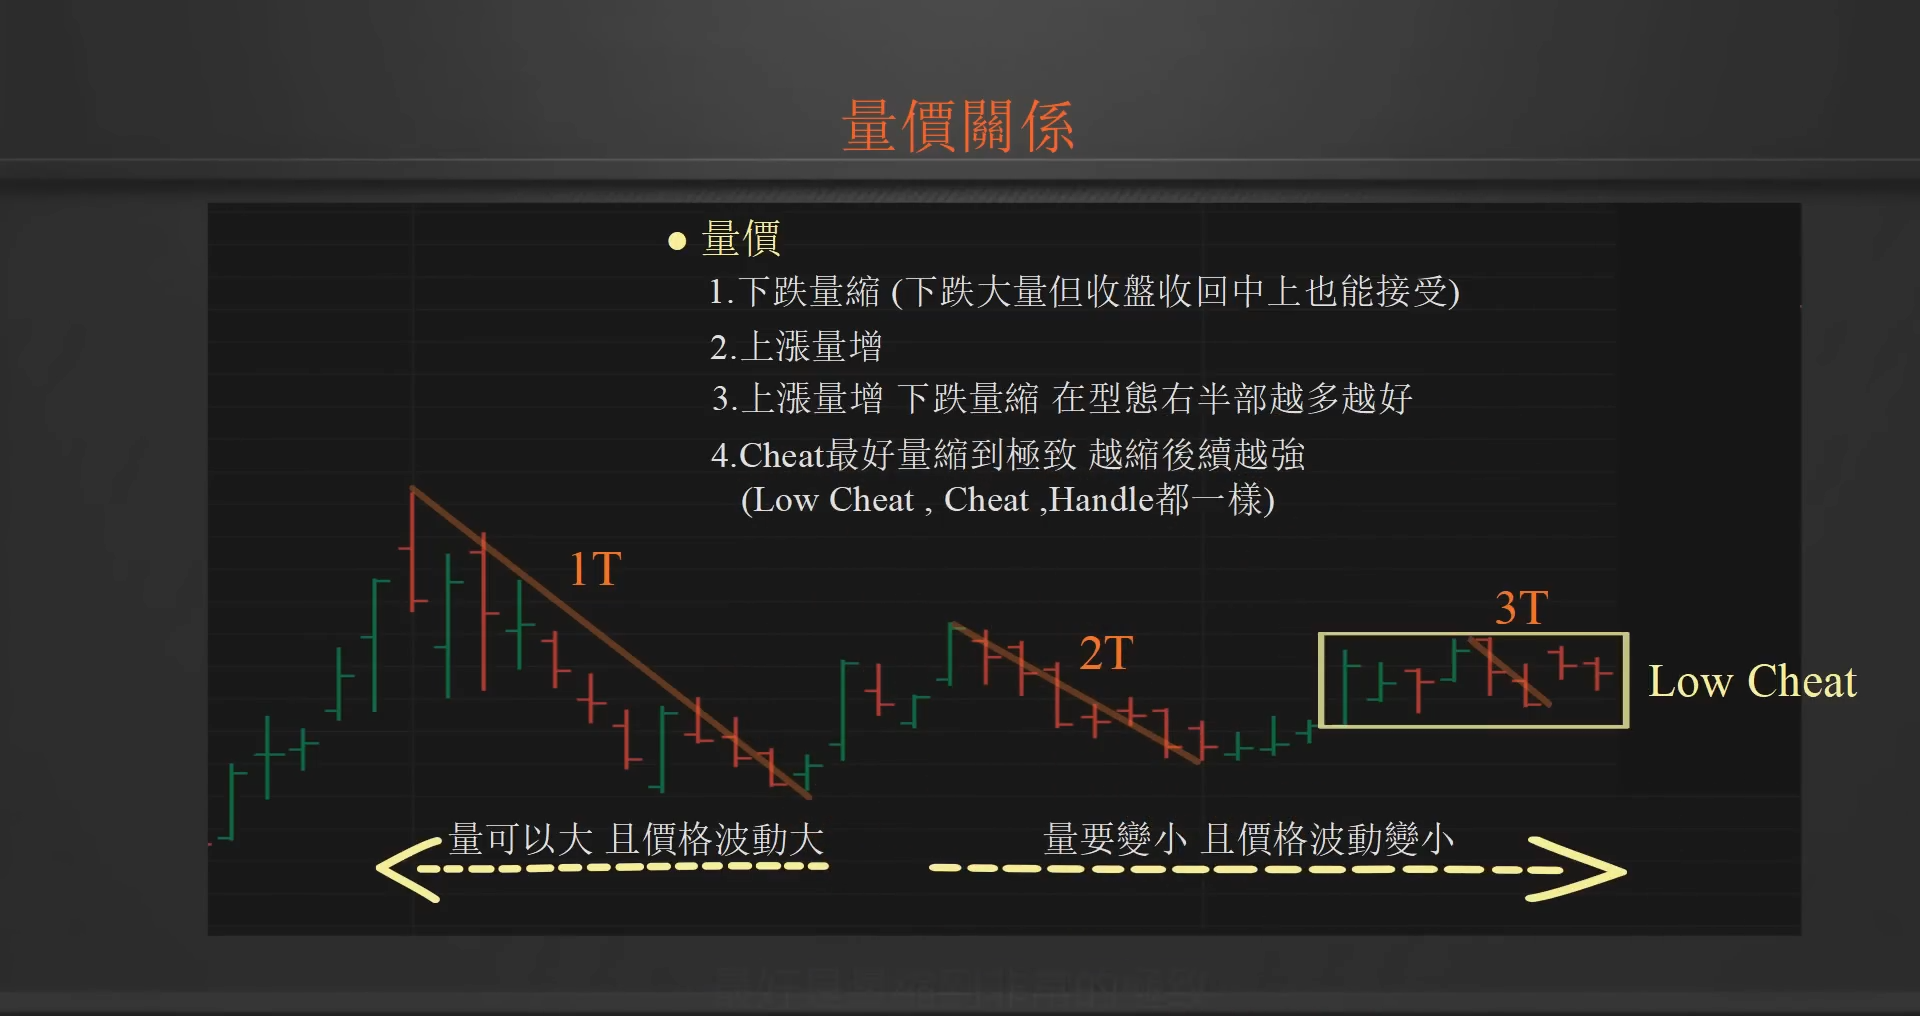 量價關係
量價
1.下跌量縮 (下跌大量但收盤收回中上也能接受)
2.上漲量增
3.上漲量增 下跌量縮 在型態右半部越多越好
4.Cheat最好量縮到極致 越縮後續越強
(Low Cheat , Cheat ,Handle都一樣)
1T
2T
3T
Low Cheat
量可以大 且價格波動大
量要變小 且價格波動變小